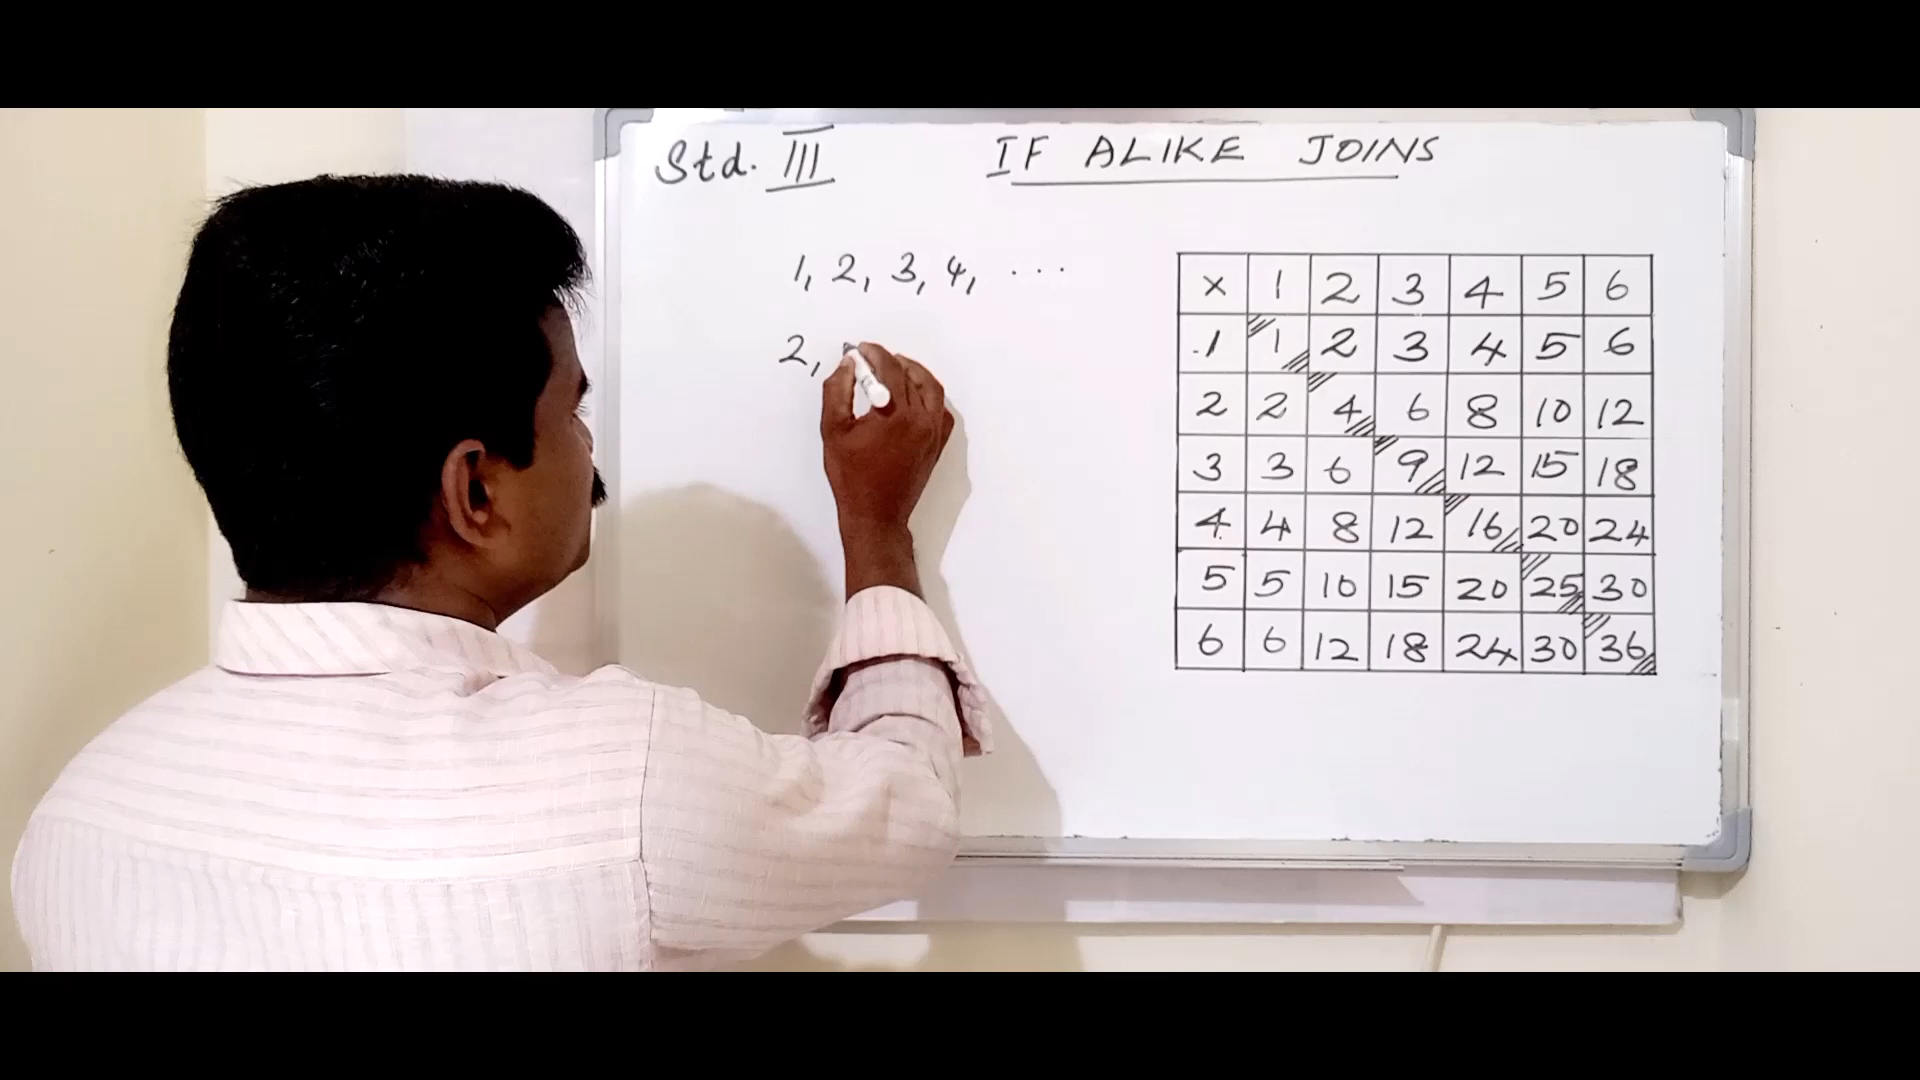 Std. III
IF ALIKE JOINS
1, 2, 3, 4, ...
2,
× 1 2 3 4 5 6
1 1 2 3 4 5 6
2 2 4 6 8 10 12
3 3 6 9 12 15 18
4 4 8 12 16 20 24
5 5 10 15 20 25 30
6 6 12 18 24 30 36